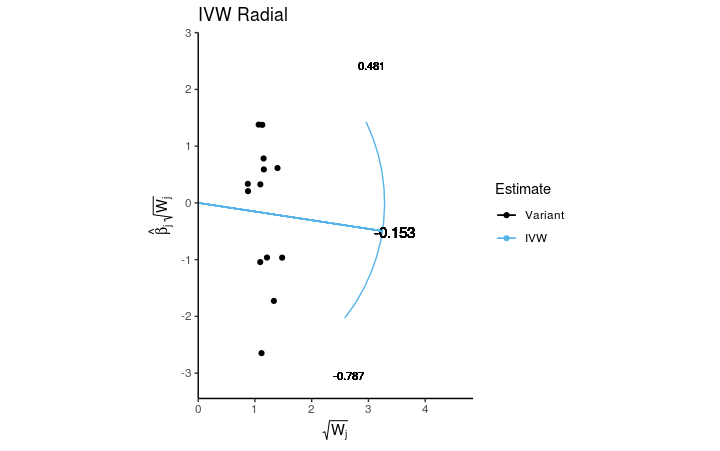 IVW Radial
3
2
1
0
-1
-2
-3
β̂j√Wj
0.481
-0.153
-0.787
0 1 2 3 4
√Wj
Estimate
Variant
IVW